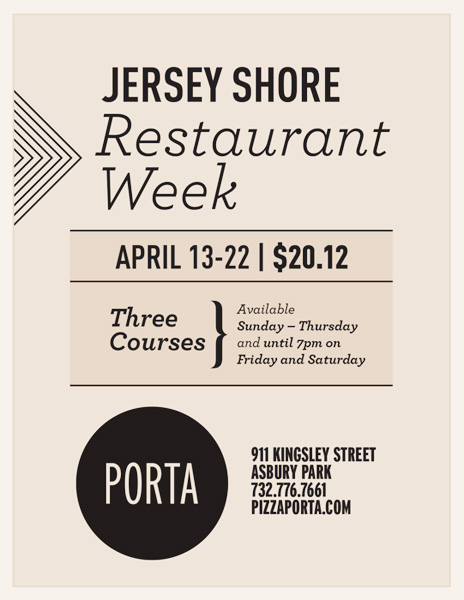 JERSEY SHORE
Restaurant
Week
APRIL 13-22 | $20.12
Three
Courses
Available
Sunday – Thursday
and until 7pm on
Friday and Saturday
PORTA
911 KINGSLEY STREET
ASBURY PARK
732.776.7661
PIZZAPORTA.COM